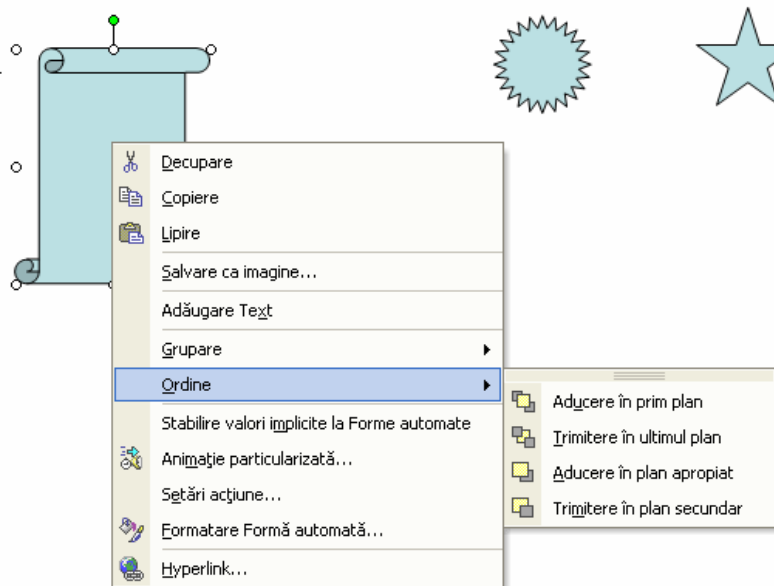 Decupare
Copiere
Lipire
Salvare ca imagine...
Adăugare Text
Grupare
Ordine
Stabilire valori implicite la Forme automate
Animaţie particularizată...
Setări acţiune...
Formatare Formă automată...
Hyperlink...
Aducere în prim plan
Trimitere în ultimul plan
Aducere în plan apropiat
Trimitere în plan secundar